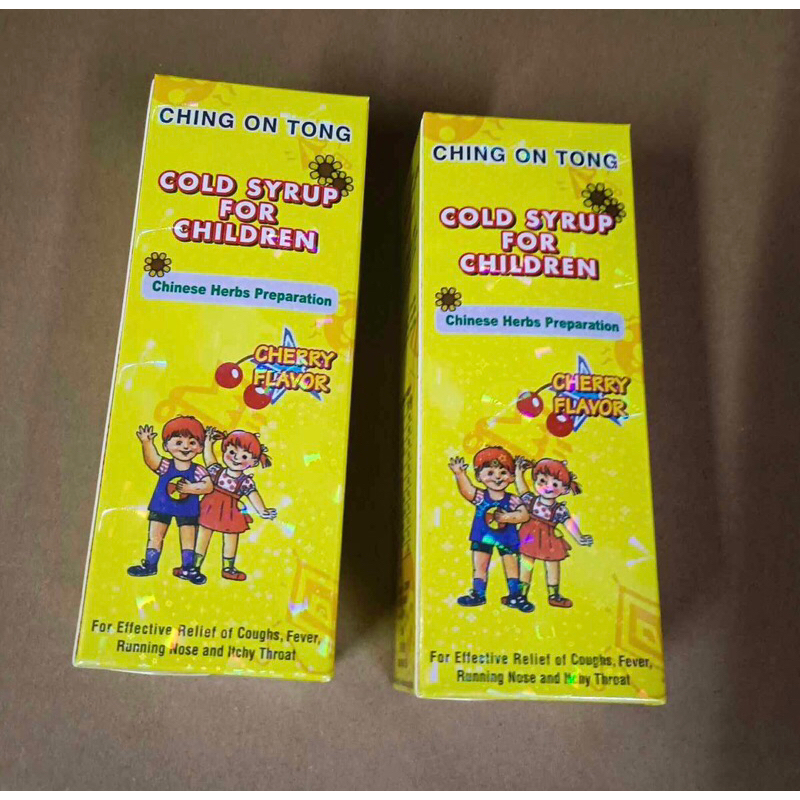 CHING ON TONG
COLD SYRUP
FOR
CHILDREN
Chinese Herbs Preparation
CHERRY
FLAVOR
For Effective Relief of Coughs, Fever,
Running Nose and Itchy Throat
CHING ON TONG
COLD SYRUP
FOR
CHILDREN
Chinese Herbs Preparation
CHERRY
FLAVOR
For Effective Relief of Coughs, Fever,
Running Nose and Itchy Throat